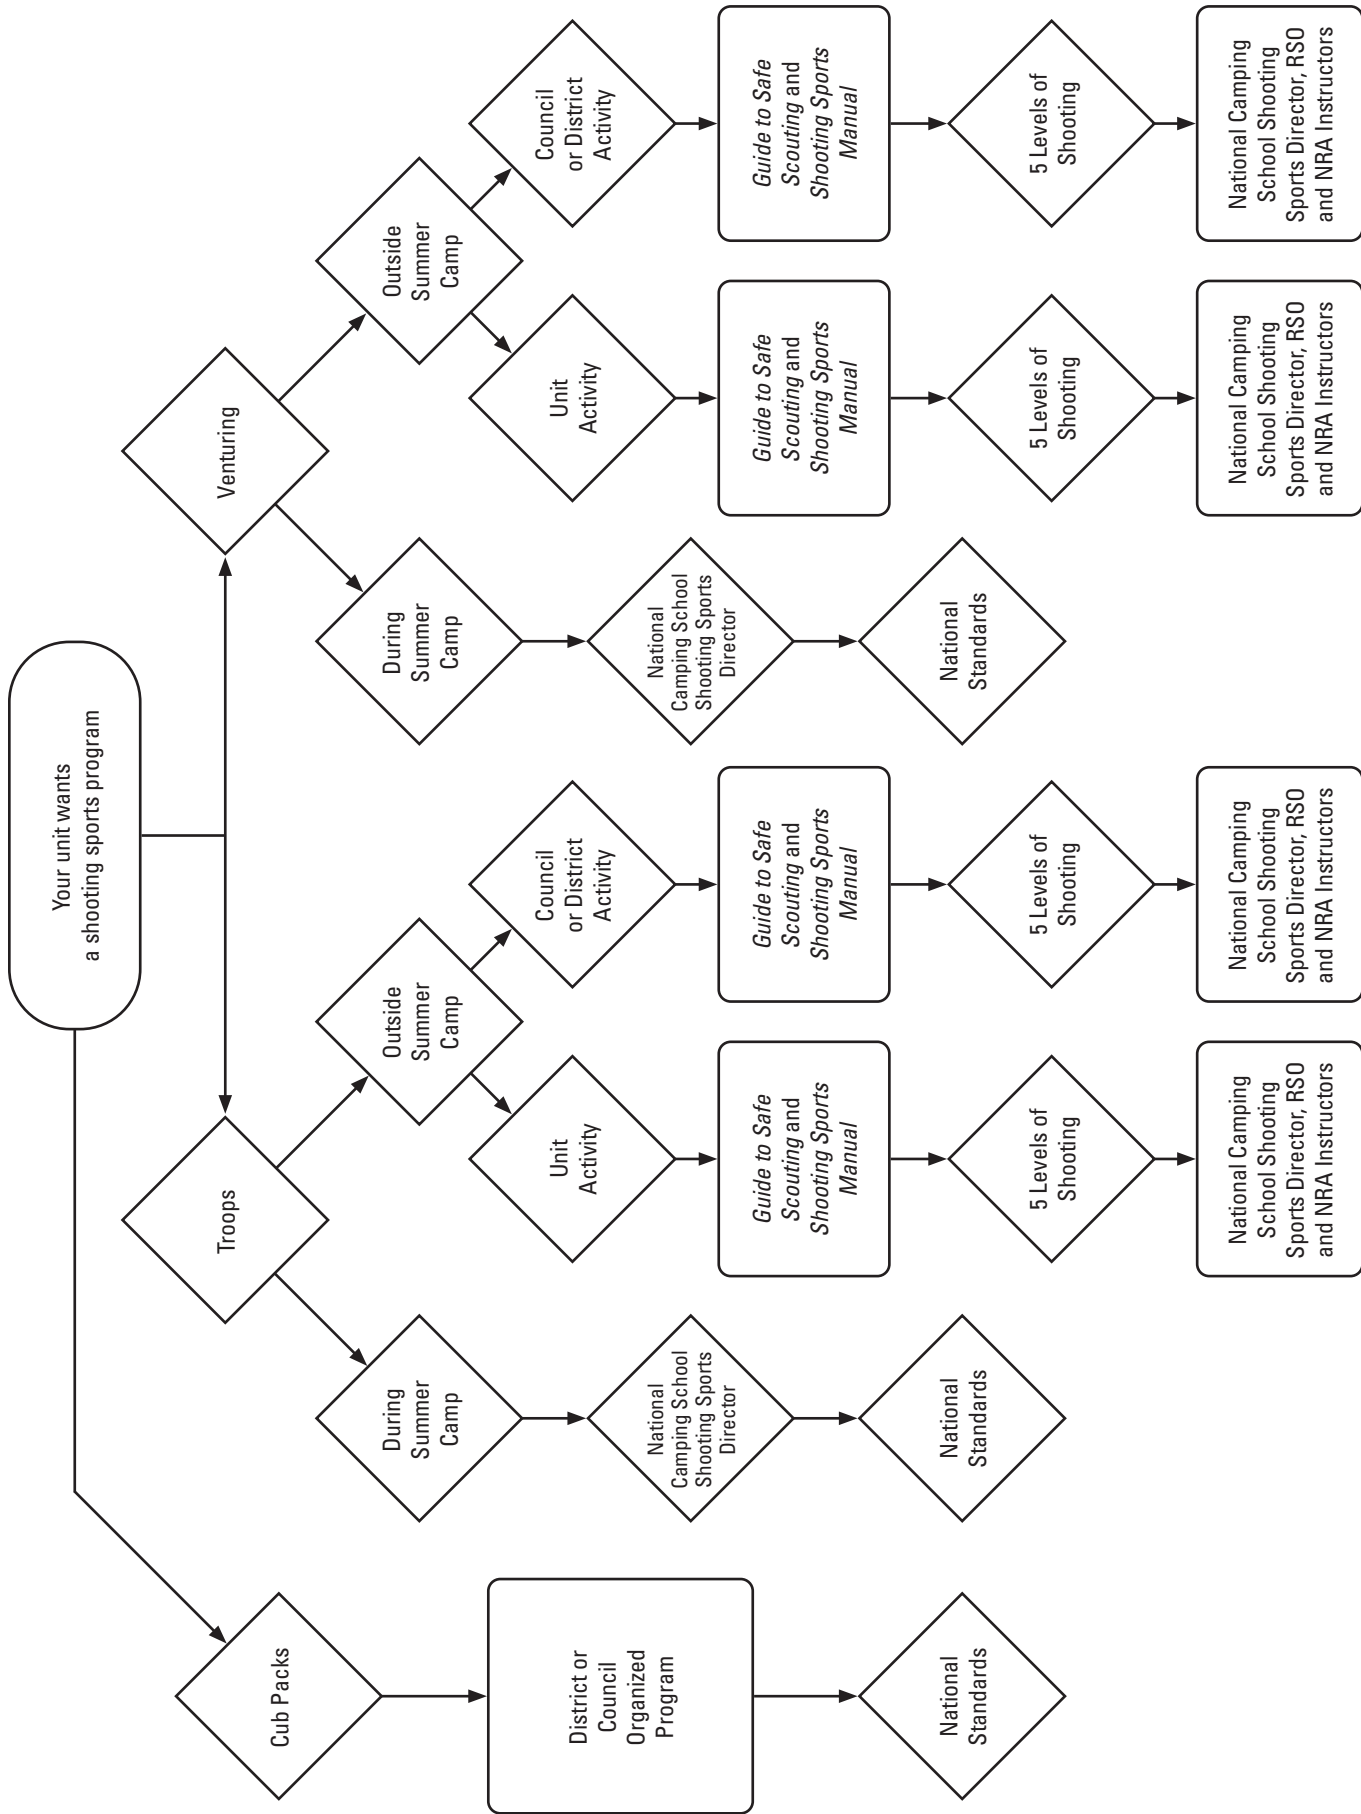 Your unit wants
a shooting sports program
Cub Packs
District or
Council
Organized
Program
National
Standards
Troops
During
Summer
Camp
National
Camping School
Shooting Sports
Director
National
Standards
Outside
Summer
Camp
Unit
Activity
Guide to Safe
Scouting and
Shooting Sports
Manual
5 Levels of
Shooting
National Camping
School Shooting
Sports Director, RSO
and NRA Instructors
Council
or District
Activity
Guide to Safe
Scouting and
Shooting Sports
Manual
5 Levels of
Shooting
National Camping
School Shooting
Sports Director, RSO
and NRA Instructors
Venturing
During
Summer
Camp
National
Camping School
Shooting Sports
Director
National
Standards
Outside
Summer
Camp
Unit
Activity
Guide to Safe
Scouting and
Shooting Sports
Manual
5 Levels of
Shooting
National Camping
School Shooting
Sports Director, RSO
and NRA Instructors
Council
or District
Activity
Guide to Safe
Scouting and
Shooting Sports
Manual
5 Levels of
Shooting
National Camping
School Shooting
Sports Director, RSO
and NRA Instructors